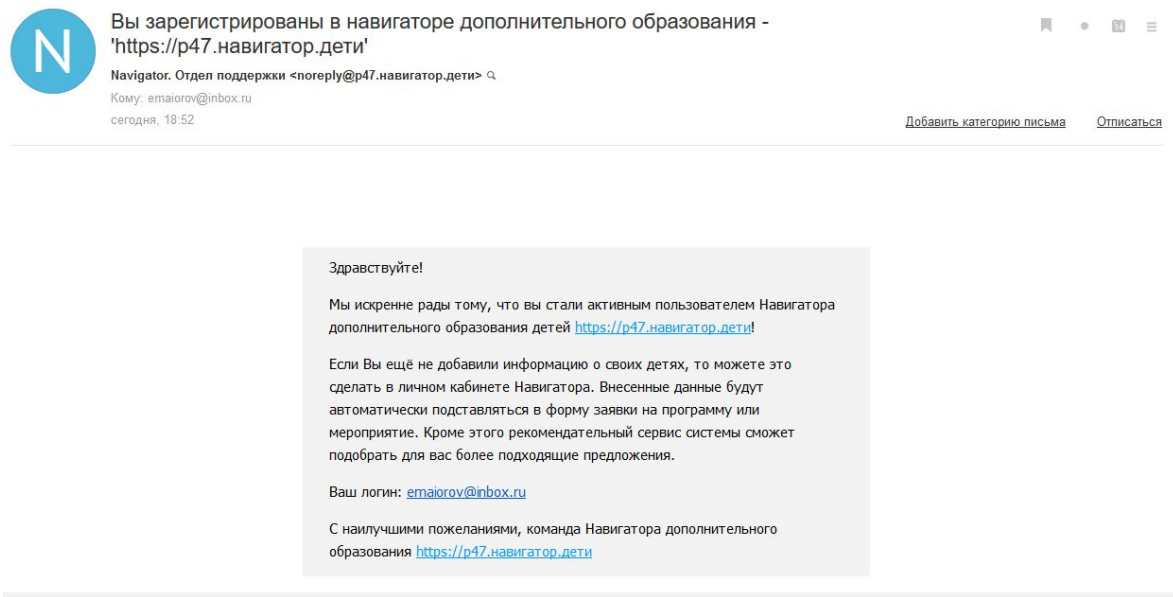 N
Вы зарегистрированы в навигаторе дополнительного образования -
'https://р47.навигатор.дети'
Navigator. Отдел поддержки <noreply@р47.навигатор.дети>
Кому: emaiorov@inbox.ru
сегодня, 18:52
14
Добавить категорию письма Отписаться
Здравствуйте!
Мы искренне рады тому, что вы стали активным пользователем Навигатора
дополнительного образования детей https://р47.навигатор.дети!
Если Вы ещё не добавили информацию о своих детях, то можете это
сделать в личном кабинете Навигатора. Внесенные данные будут
автоматически подставляться в форму заявки на программу или
мероприятие. Кроме этого рекомендательный сервис системы сможет
подобрать для вас более подходящие предложения.
Ваш логин: emaiorov@inbox.ru
С наилучшими пожеланиями, команда Навигатора дополнительного
образования https://р47.навигатор.дети